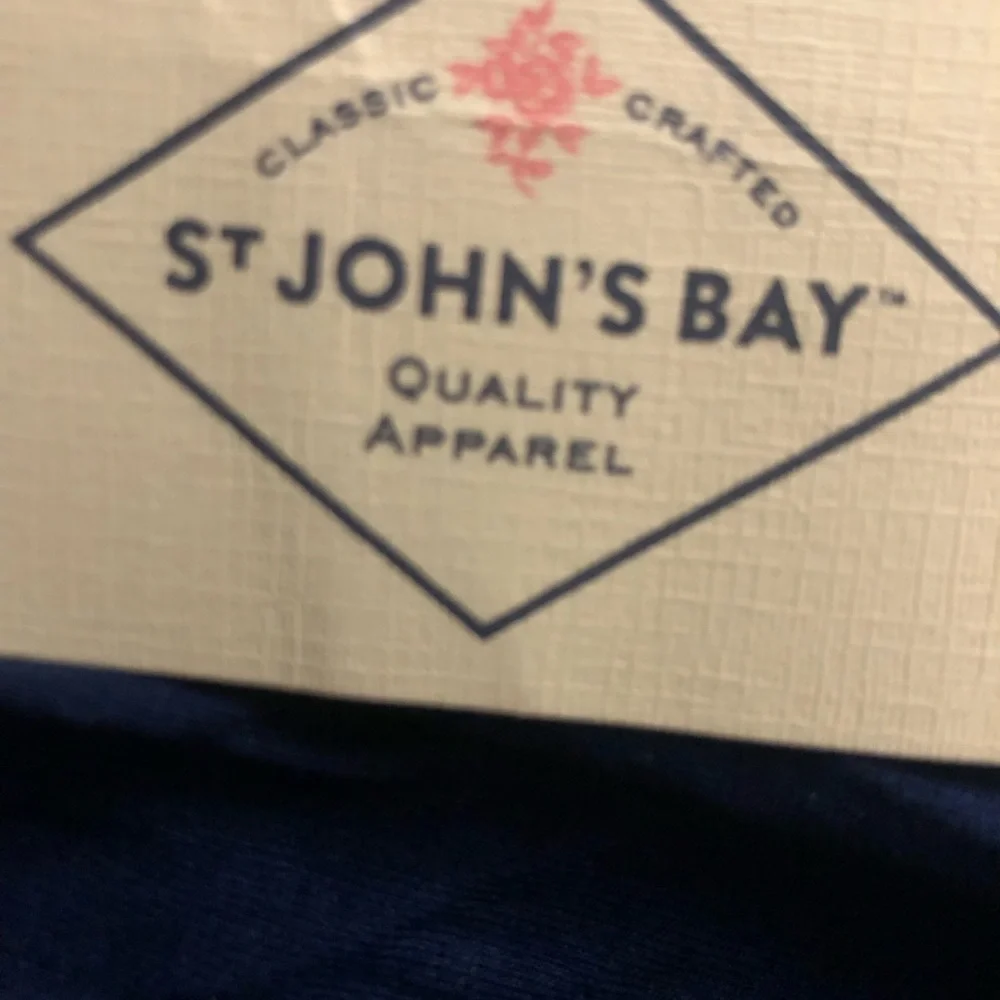 CLASSIC CRAFTED
ST JOHN'S BAY™
QUALITY
APPAREL